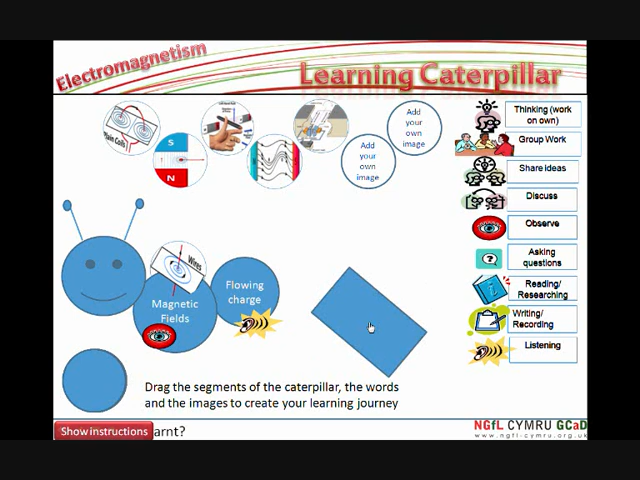 Electromagnetism
Learning Caterpillar
Plain Coils
S
N
Add
your
own
image
Add
your
own
image
Thinking (work
on own)
Group Work
Share ideas
Discuss
Observe
Asking
questions
?
Reading/
Researching
Writing/
Recording
Listening
Wires
Magnetic
Fields
Flowing
charge
Drag the segments of the caterpillar, the words
and the images to create your learning journey
Show instructions
arnt?
NGfL CYMRU GCaD
www.ngfl-cymru.org.uk